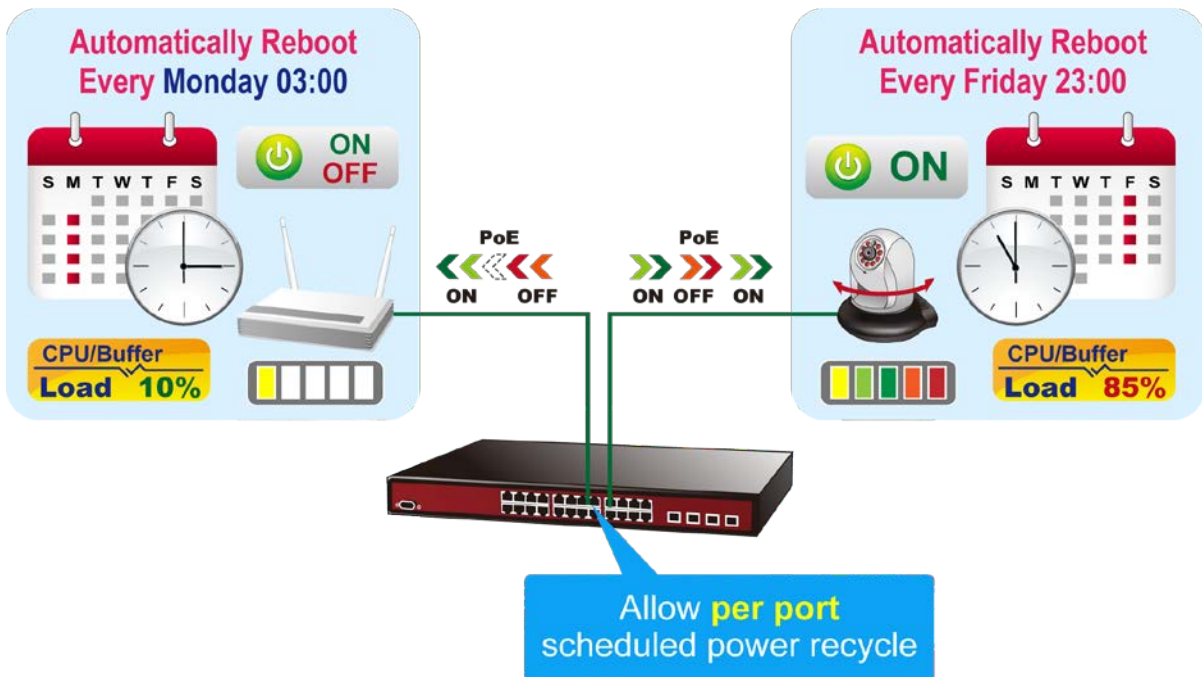 Automatically Reboot
Every Monday 03:00
S M T W T F S
ON
OFF
CPU/Buffer
Load 10%
PoE
ON OFF
PoE
ON OFF ON
Automatically Reboot
Every Friday 23:00
ON
S M T W T F S
CPU/Buffer
Load 85%
Allow per port
scheduled power recycle